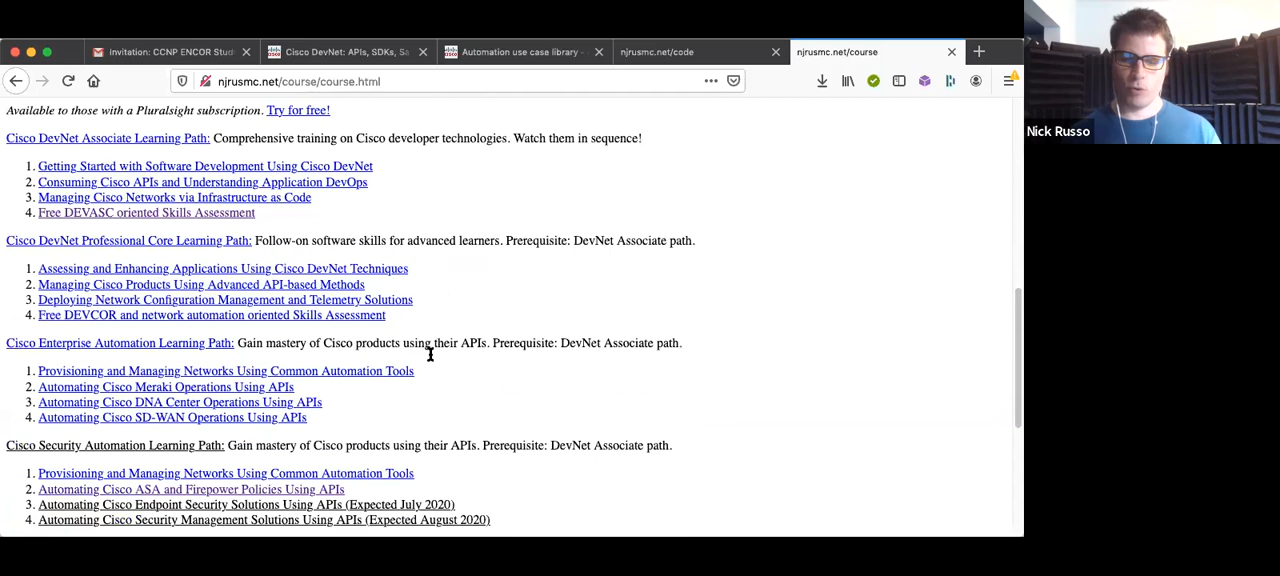 Invitation: CCNP ENCOR Stud
Cisco DevNet: APIs, SDKs, Sa
Automation use case library -
njrusmc.net/code
njrusmc.net/course
njrusmc.net/course/course.html
Available to those with a Pluralsight subscription. Try for free!
Cisco DevNet Associate Learning Path: Comprehensive training on Cisco developer technologies. Watch them in sequence!
1. Getting Started with Software Development Using Cisco DevNet
2. Consuming Cisco APIs and Understanding Application DevOps
3. Managing Cisco Networks via Infrastructure as Code
4. Free DEVASC oriented Skills Assessment
Cisco DevNet Professional Core Learning Path: Follow-on software skills for advanced learners. Prerequisite: DevNet Associate path.
1. Assessing and Enhancing Applications Using Cisco DevNet Techniques
2. Managing Cisco Products Using Advanced API-based Methods
3. Deploying Network Configuration Management and Telemetry Solutions
4. Free DEVCOR and network automation oriented Skills Assessment
Cisco Enterprise Automation Learning Path: Gain mastery of Cisco products using their APIs. Prerequisite: DevNet Associate path.
1. Provisioning and Managing Networks Using Common Automation Tools
2. Automating Cisco Meraki Operations Using APIs
3. Automating Cisco DNA Center Operations Using APIs
4. Automating Cisco SD-WAN Operations Using APIs
Cisco Security Automation Learning Path: Gain mastery of Cisco products using their APIs. Prerequisite: DevNet Associate path.
1. Provisioning and Managing Networks Using Common Automation Tools
2. Automating Cisco ASA and Firepower Policies Using APIs
3. Automating Cisco Endpoint Security Solutions Using APIs (Expected July 2020)
4. Automating Cisco Security Management Solutions Using APIs (Expected August 2020)
Nick Russo